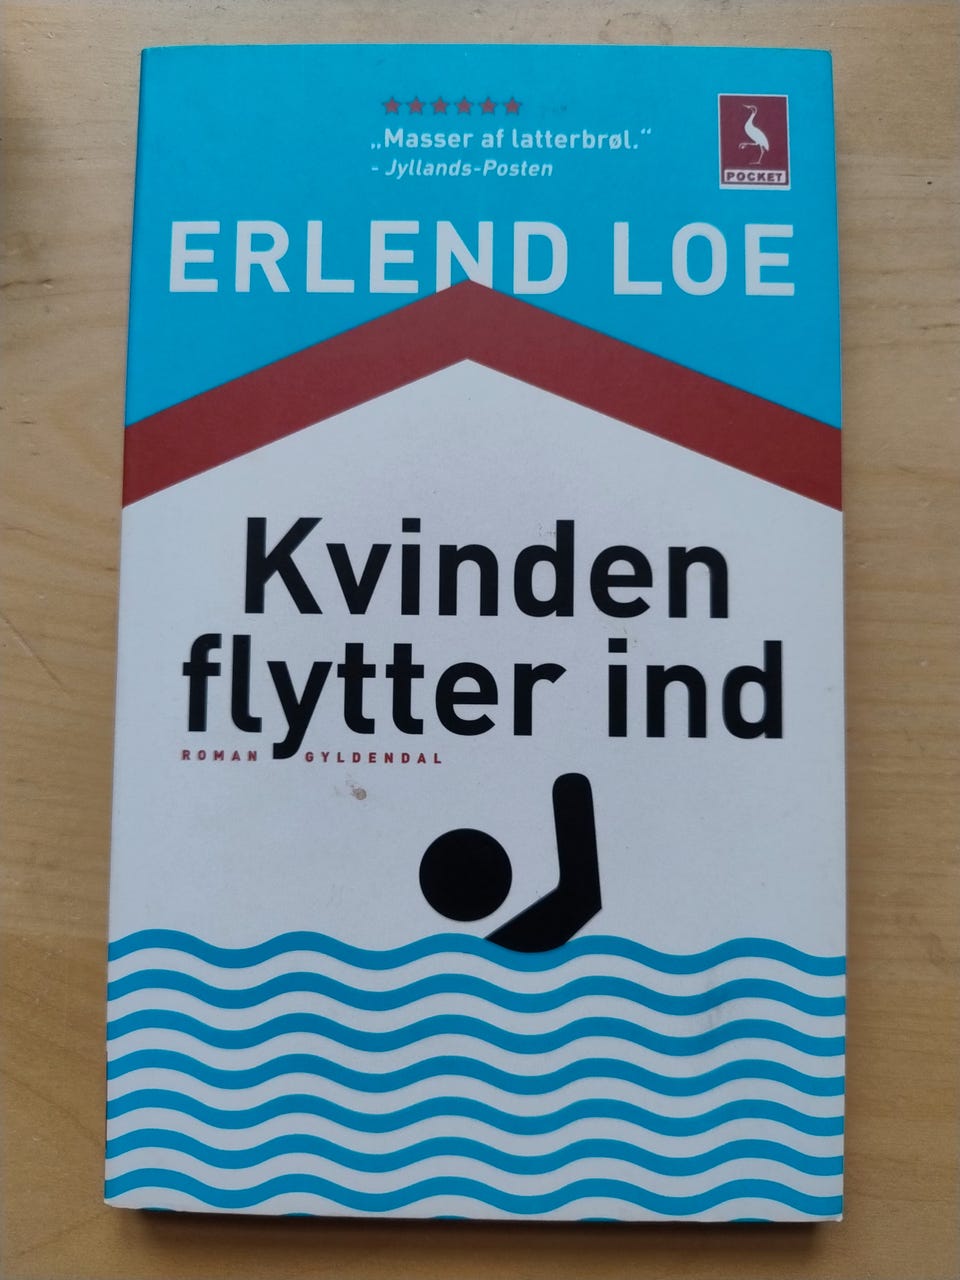 „Masser af latterbrøl.“
- Jyllands-Posten
POCKET
ERLEND LOE
Kvinden
flytter ind
ROMAN GYLDENDAL